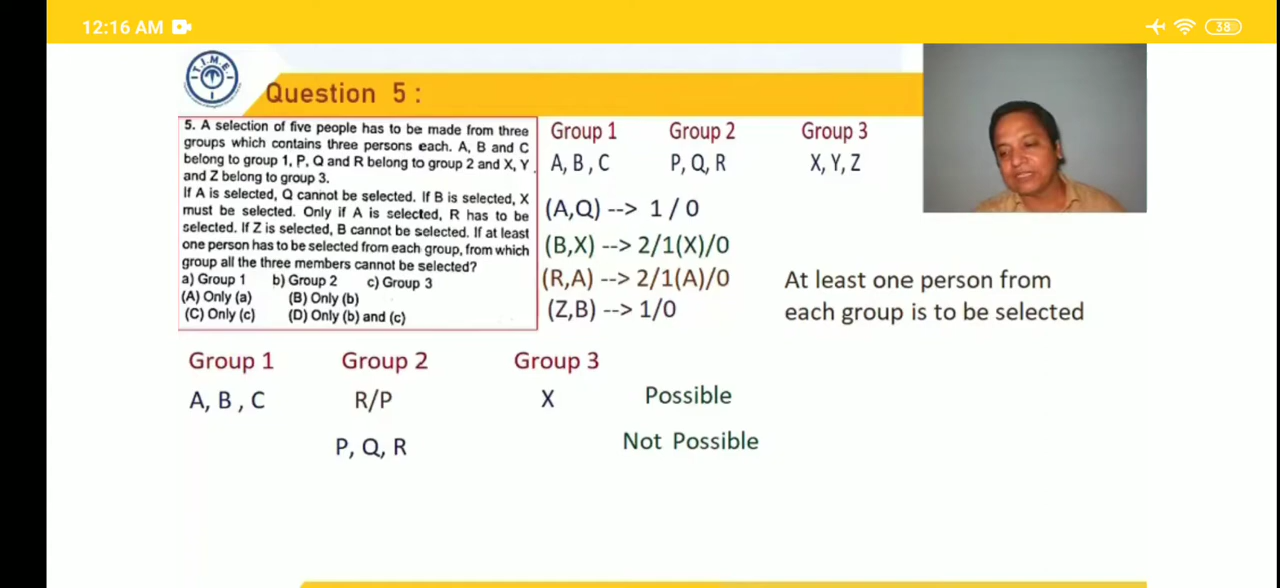 12:16 AM
38
T.I.M.E.
Question 5 :
5. A selection of five people has to be made from three
groups which contains three persons each. A, B and C
belong to group 1, P, Q and R belong to group 2 and X, Y
and Z belong to group 3.
If A is selected, Q cannot be selected. If B is selected, X
must be selected. Only if A is selected, R has to be
selected. If Z is selected, B cannot be selected. If at least
one person has to be selected from each group, from which
group all the three members cannot be selected?
a) Group 1 b) Group 2 c) Group 3
(A) Only (a) (B) Only (b)
(C) Only (c) (D) Only (b) and (c)
Group 1 Group 2 Group 3
A, B , C P, Q, R X, Y, Z
(A,Q) --> 1 / 0
(B,X) --> 2/1(X)/0
(R,A) --> 2/1(A)/0
(Z,B) --> 1/0
At least one person from
each group is to be selected
Group 1 Group 2 Group 3
A, B , C R/P X Possible
P, Q, R Not Possible